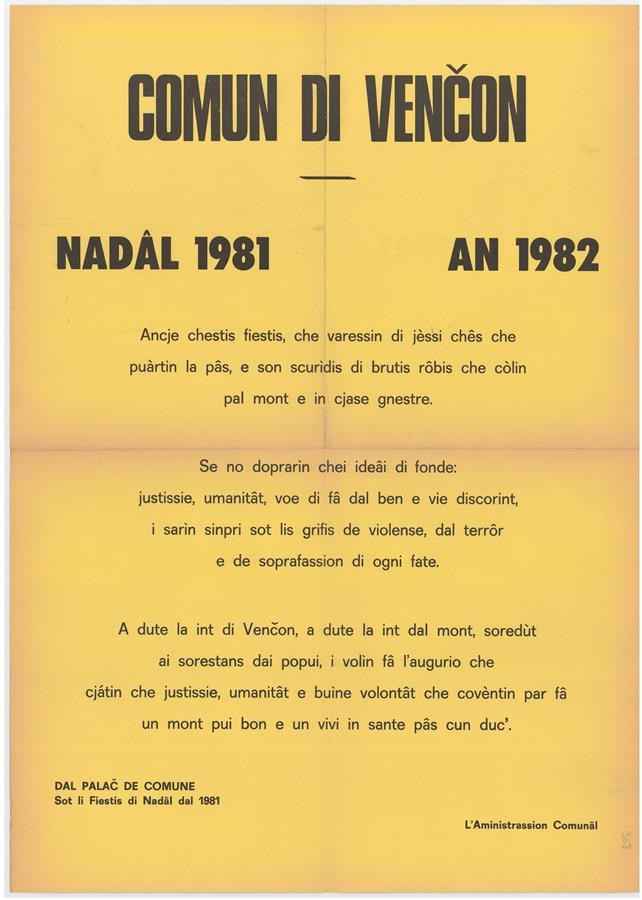 COMUN DI VENČON
NADÂL 1981 AN 1982
Ancje chestis fiestis, che varessin di jèssi chês che
puàrtin la pâs, e son scurìdis di brutis rôbis che còlin
pal mont e in cjase gnestre.
Se no doprarìn chei ideâi di fonde:
justissie, umanitât, voe di fâ dal ben e vie discorint,
i sarìn sinpri sot lis grifis de violense, dal terrôr
e de soprafassion di ogni fate.
A dute la int di Venčon, a dute la int dal mont, soredùt
ai sorestans dai popui, i volìn fâ l'augurio che
cjátin che justissie, umanitât e buìne volontât che covèntin par fâ
un mont pui bon e un vivi in sante pâs cun duc'.
DAL PALAČ DE COMUNE
Sot li Fiestis di Nadâl dal 1981
L'Aministrassion Comunâl
368